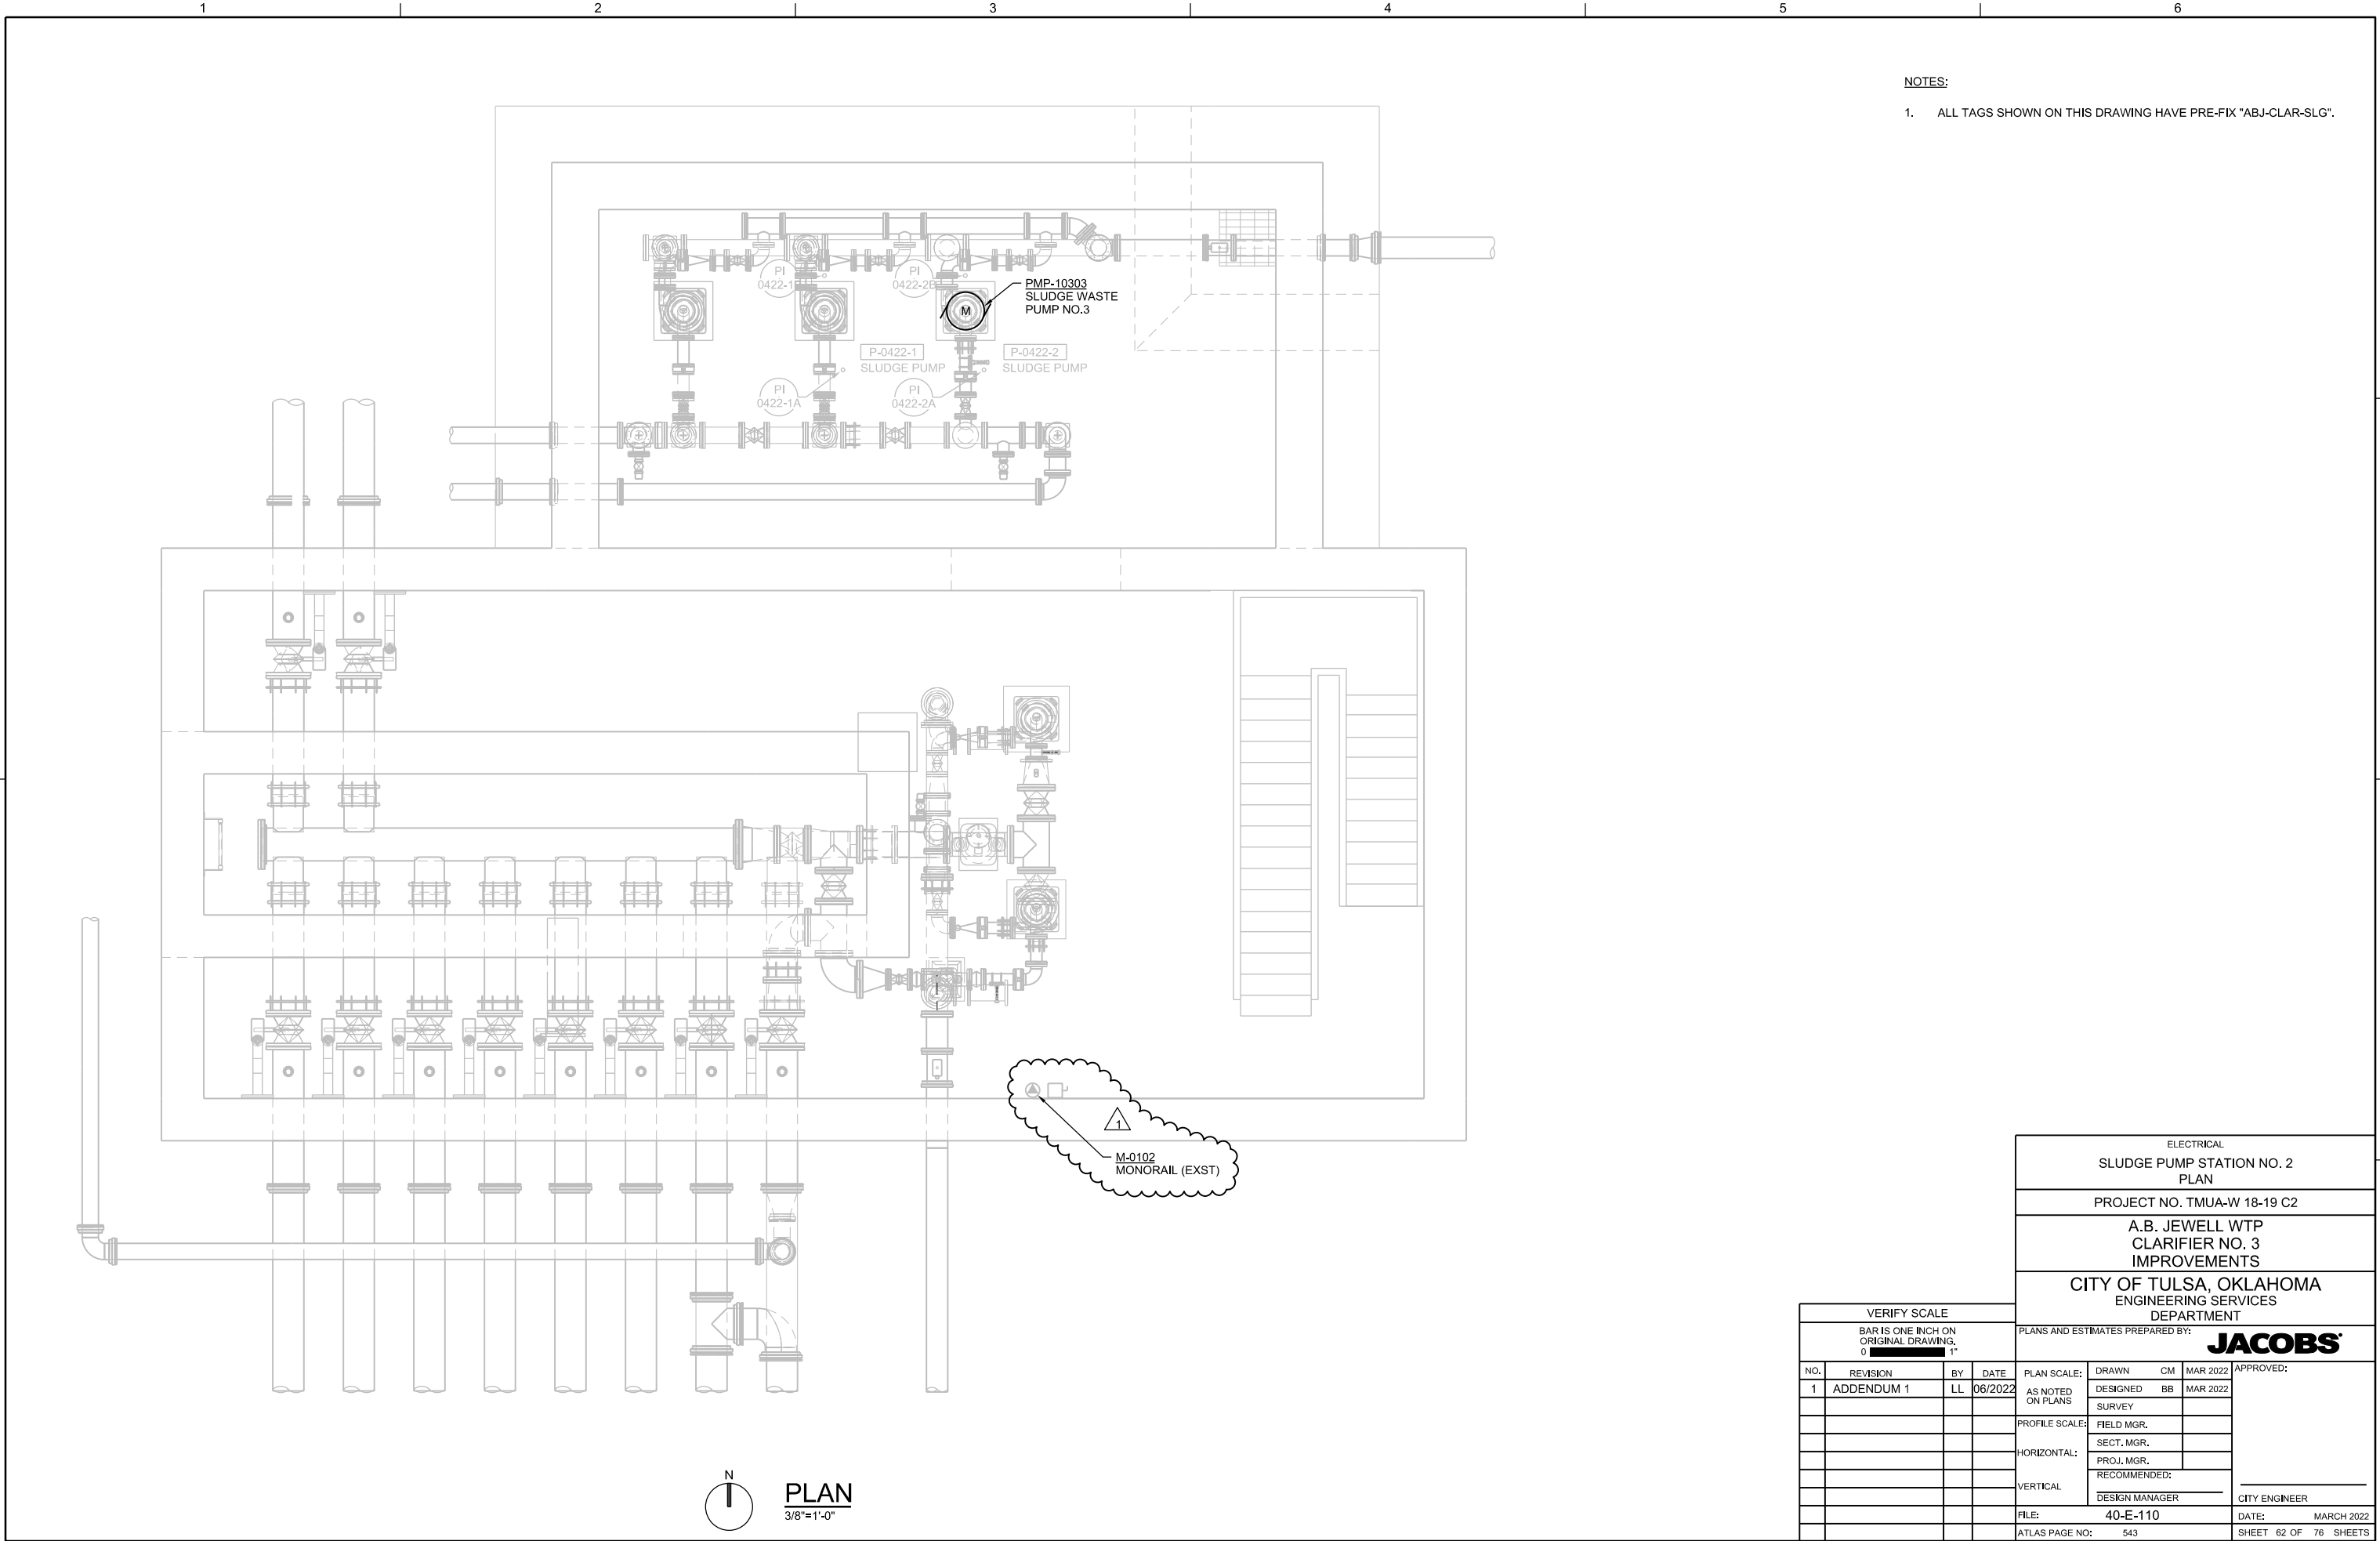 1 2 3 4 5 6
NOTES:
1. ALL TAGS SHOWN ON THIS DRAWING HAVE PRE-FIX "ABJ-CLAR-SLG".
PI
0422-1B
PI
0422-2B
PMP-10303
SLUDGE WASTE
PUMP NO.3
M
P-0422-1
SLUDGE PUMP
P-0422-2
SLUDGE PUMP
PI
0422-1A
PI
0422-2A
1
M-0102
MONORAIL (EXST)
N
PLAN
3/8"=1'-0"
ELECTRICAL
SLUDGE PUMP STATION NO. 2
PLAN
PROJECT NO. TMUA-W 18-19 C2
A.B. JEWELL WTP
CLARIFIER NO. 3
IMPROVEMENTS
CITY OF TULSA, OKLAHOMA
ENGINEERING SERVICES
DEPARTMENT
PLANS AND ESTIMATES PREPARED BY:
JACOBS
VERIFY SCALE
BAR IS ONE INCH ON
ORIGINAL DRAWING.
0 1"
NO. REVISION BY DATE
1 ADDENDUM 1 LL 06/2022
PLAN SCALE:
AS NOTED
ON PLANS
PROFILE SCALE:
HORIZONTAL:
VERTICAL
DRAWN CM MAR 2022
DESIGNED BB MAR 2022
SURVEY
FIELD MGR.
SECT. MGR.
PROJ. MGR.
RECOMMENDED:
DESIGN MANAGER
APPROVED:
CITY ENGINEER
FILE: 40-E-110
DATE: MARCH 2022
ATLAS PAGE NO: 543
SHEET 62 OF 76 SHEETS